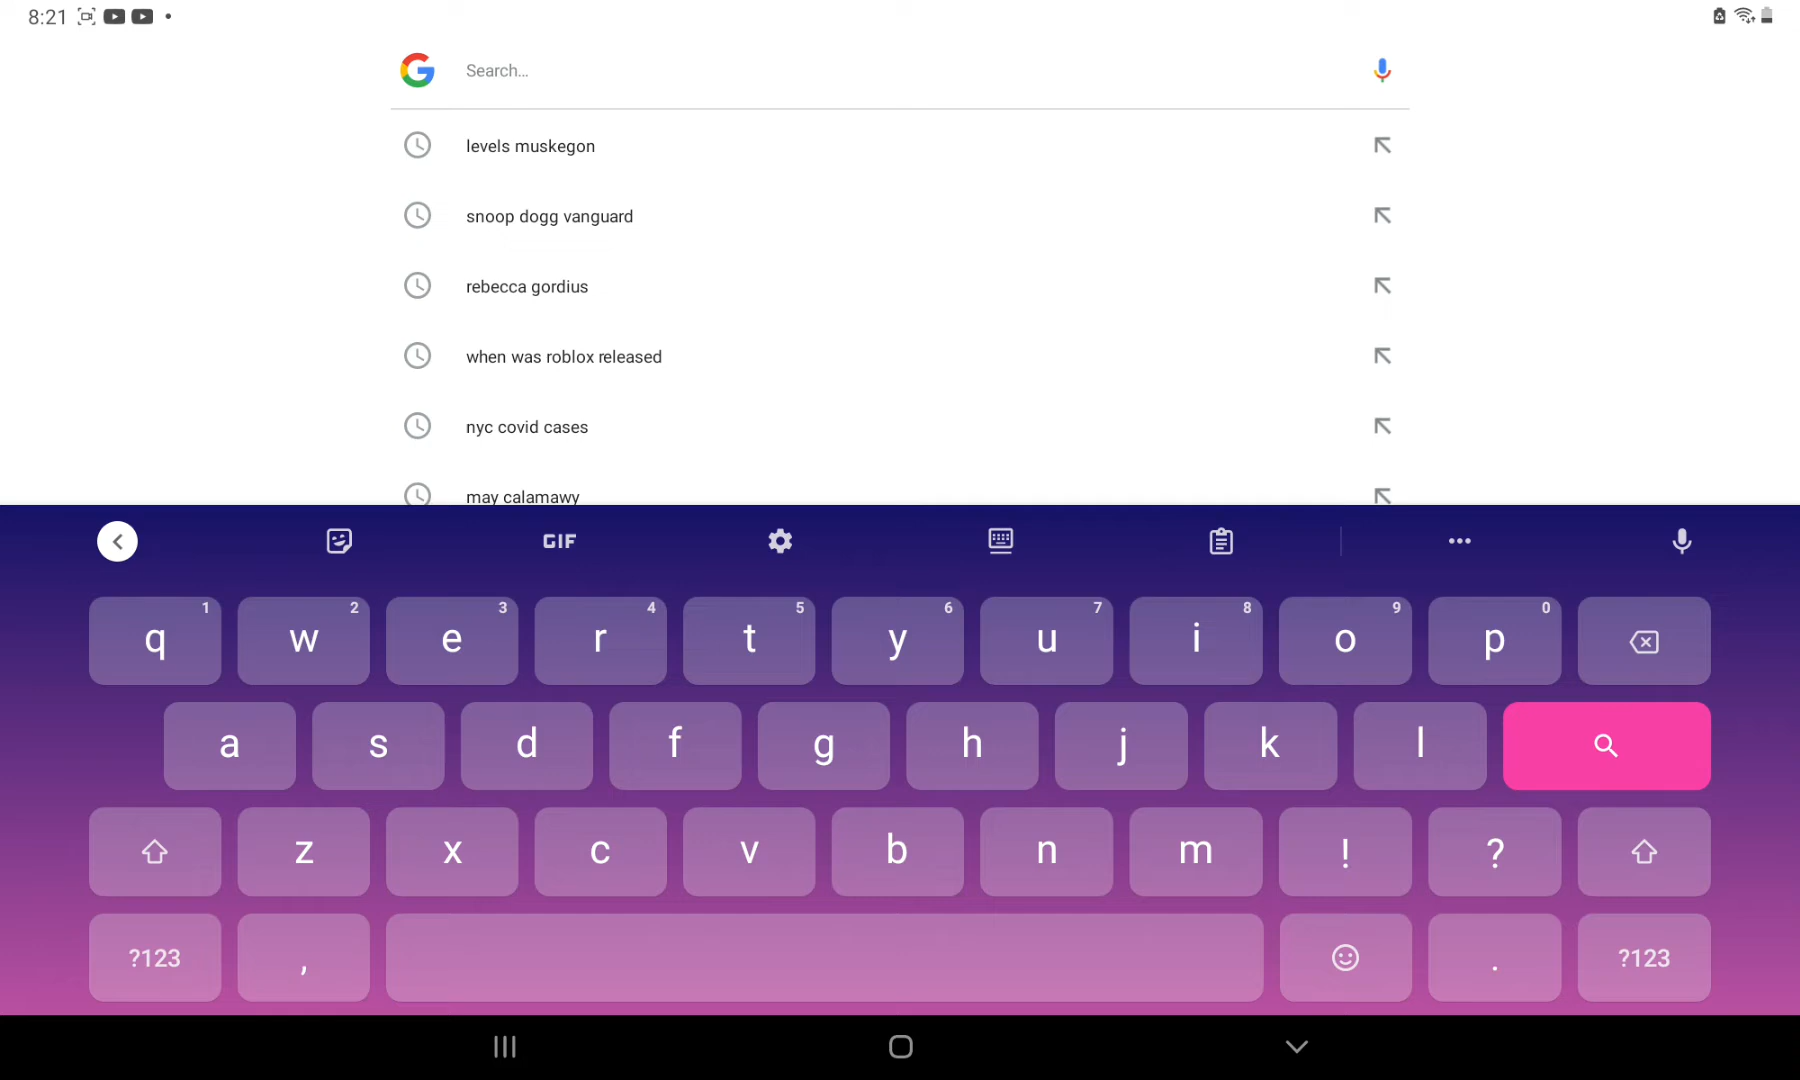 8:21
Search...
levels muskegon
snoop dogg vanguard
rebecca gordius
when was roblox released
nyc covid cases
may calamawy
GIF
q 1 w 2 e 3 r 4 t 5 y 6 u 7 i 8 o 9 p 0
a s d f g h j k l
z x c v b n m ! ?
?123 , . ?123